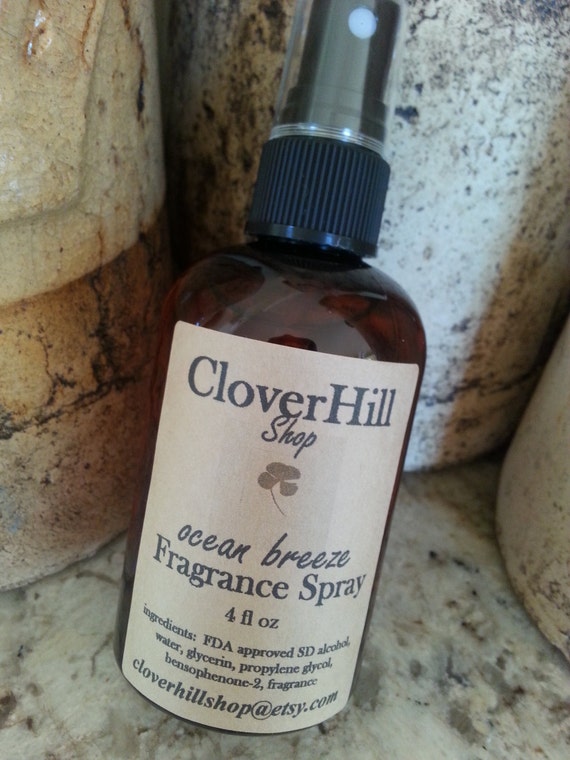 CloverHill
Shop
ocean breeze
Fragrance Spray
4 fl oz
ingredients: FDA approved SD alcohol,
water, glycerin, propylene glycol,
bensophenone-2, fragrance
cloverhillshop@etsy.com